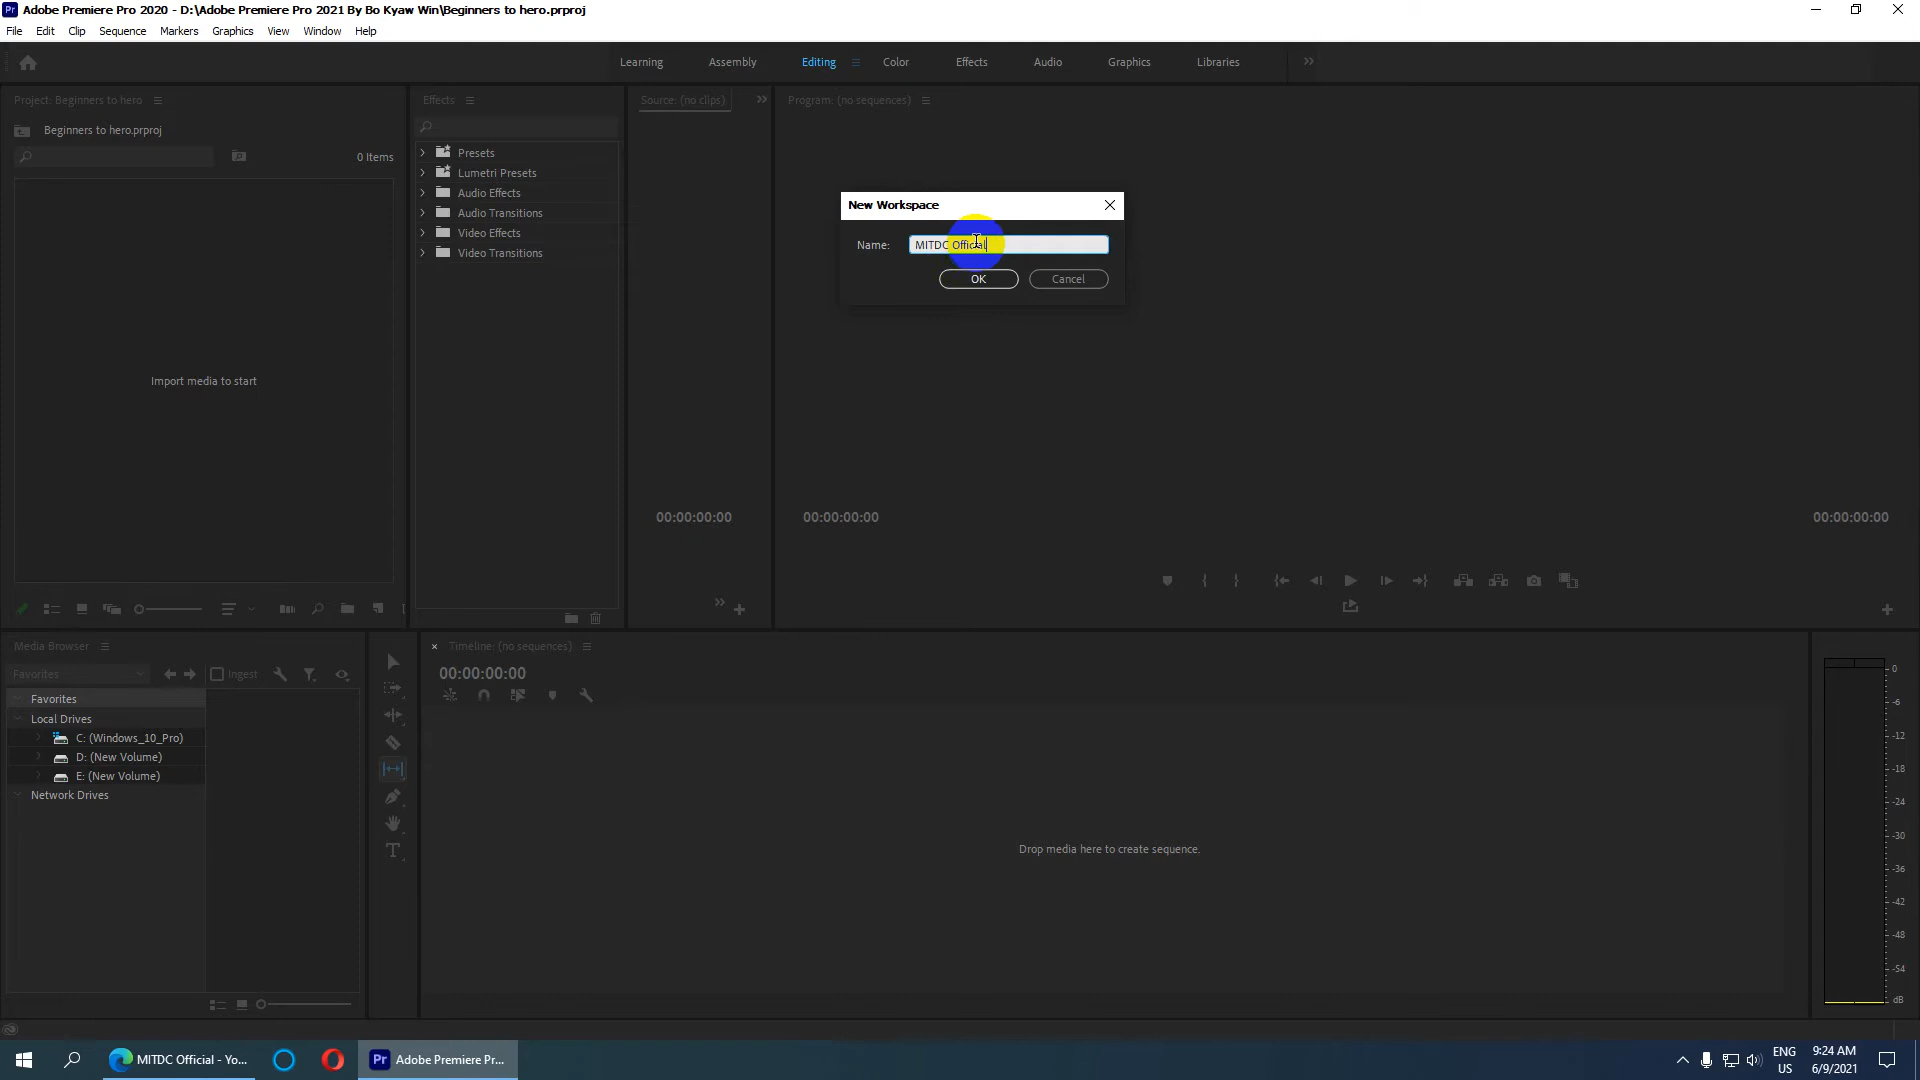 Adobe Premiere Pro 2020 - D:\Adobe Premiere Pro 2021 By Bo Kyaw Win\Beginners to hero.prproj
File Edit Clip Sequence Markers Graphics View Window Help
Learning Assembly Editing Color Effects Audio Graphics Libraries
Project: Beginners to hero
Beginners to hero.prproj
0 Items
Import media to start
Effects
Presets
Lumetri Presets
Audio Effects
Audio Transitions
Video Effects
Video Transitions
Source: (no clips)
00:00:00:00
Program: (no sequences)
00:00:00:00
00:00:00:00
New Workspace
Name: MITDC Official
OK Cancel
Media Browser
Favorites
Ingest
Favorites
Local Drives
C: (Windows_10_Pro)
D: (New Volume)
E: (New Volume)
Network Drives
Timeline: (no sequences)
00:00:00:00
Drop media here to create sequence.
0
-6
-12
-18
-24
-30
-36
-42
-48
-54
dB
MITDC Official - Yo...
Pr Adobe Premiere Pr...
ENG
US
9:24 AM
6/9/2021